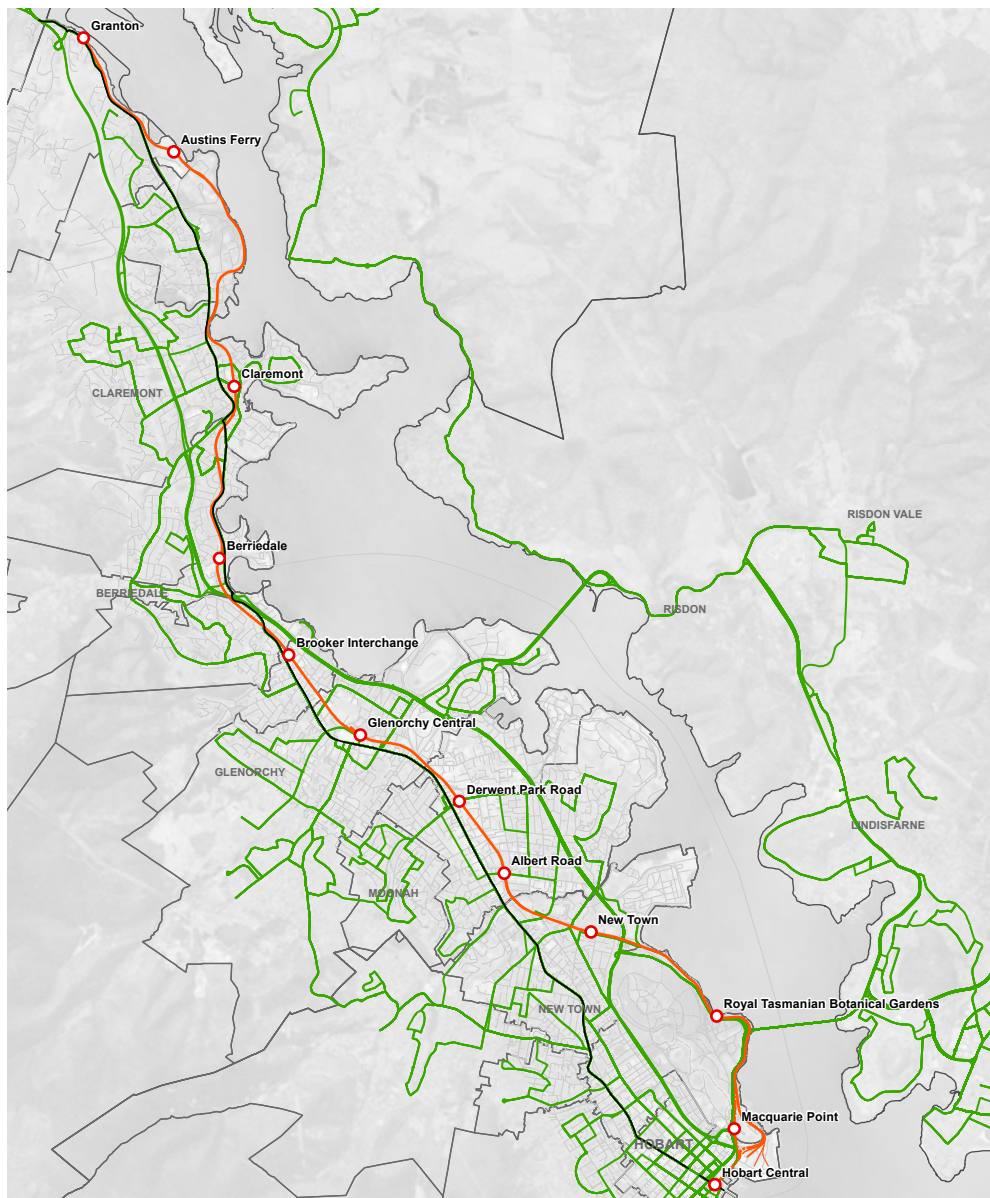 Granton
Austins Ferry
Claremont
CLAREMONT
RISDON VALE
Berriedale
BERRIEDALE
RISDON
Brooker Interchange
Glenorchy Central
GLENORCHY
Derwent Park Road
LINDISFARNE
Albert Road
MOONAH
New Town
Royal Tasmanian Botanical Gardens
NEW TOWN
Macquarie Point
HOBART
Hobart Central